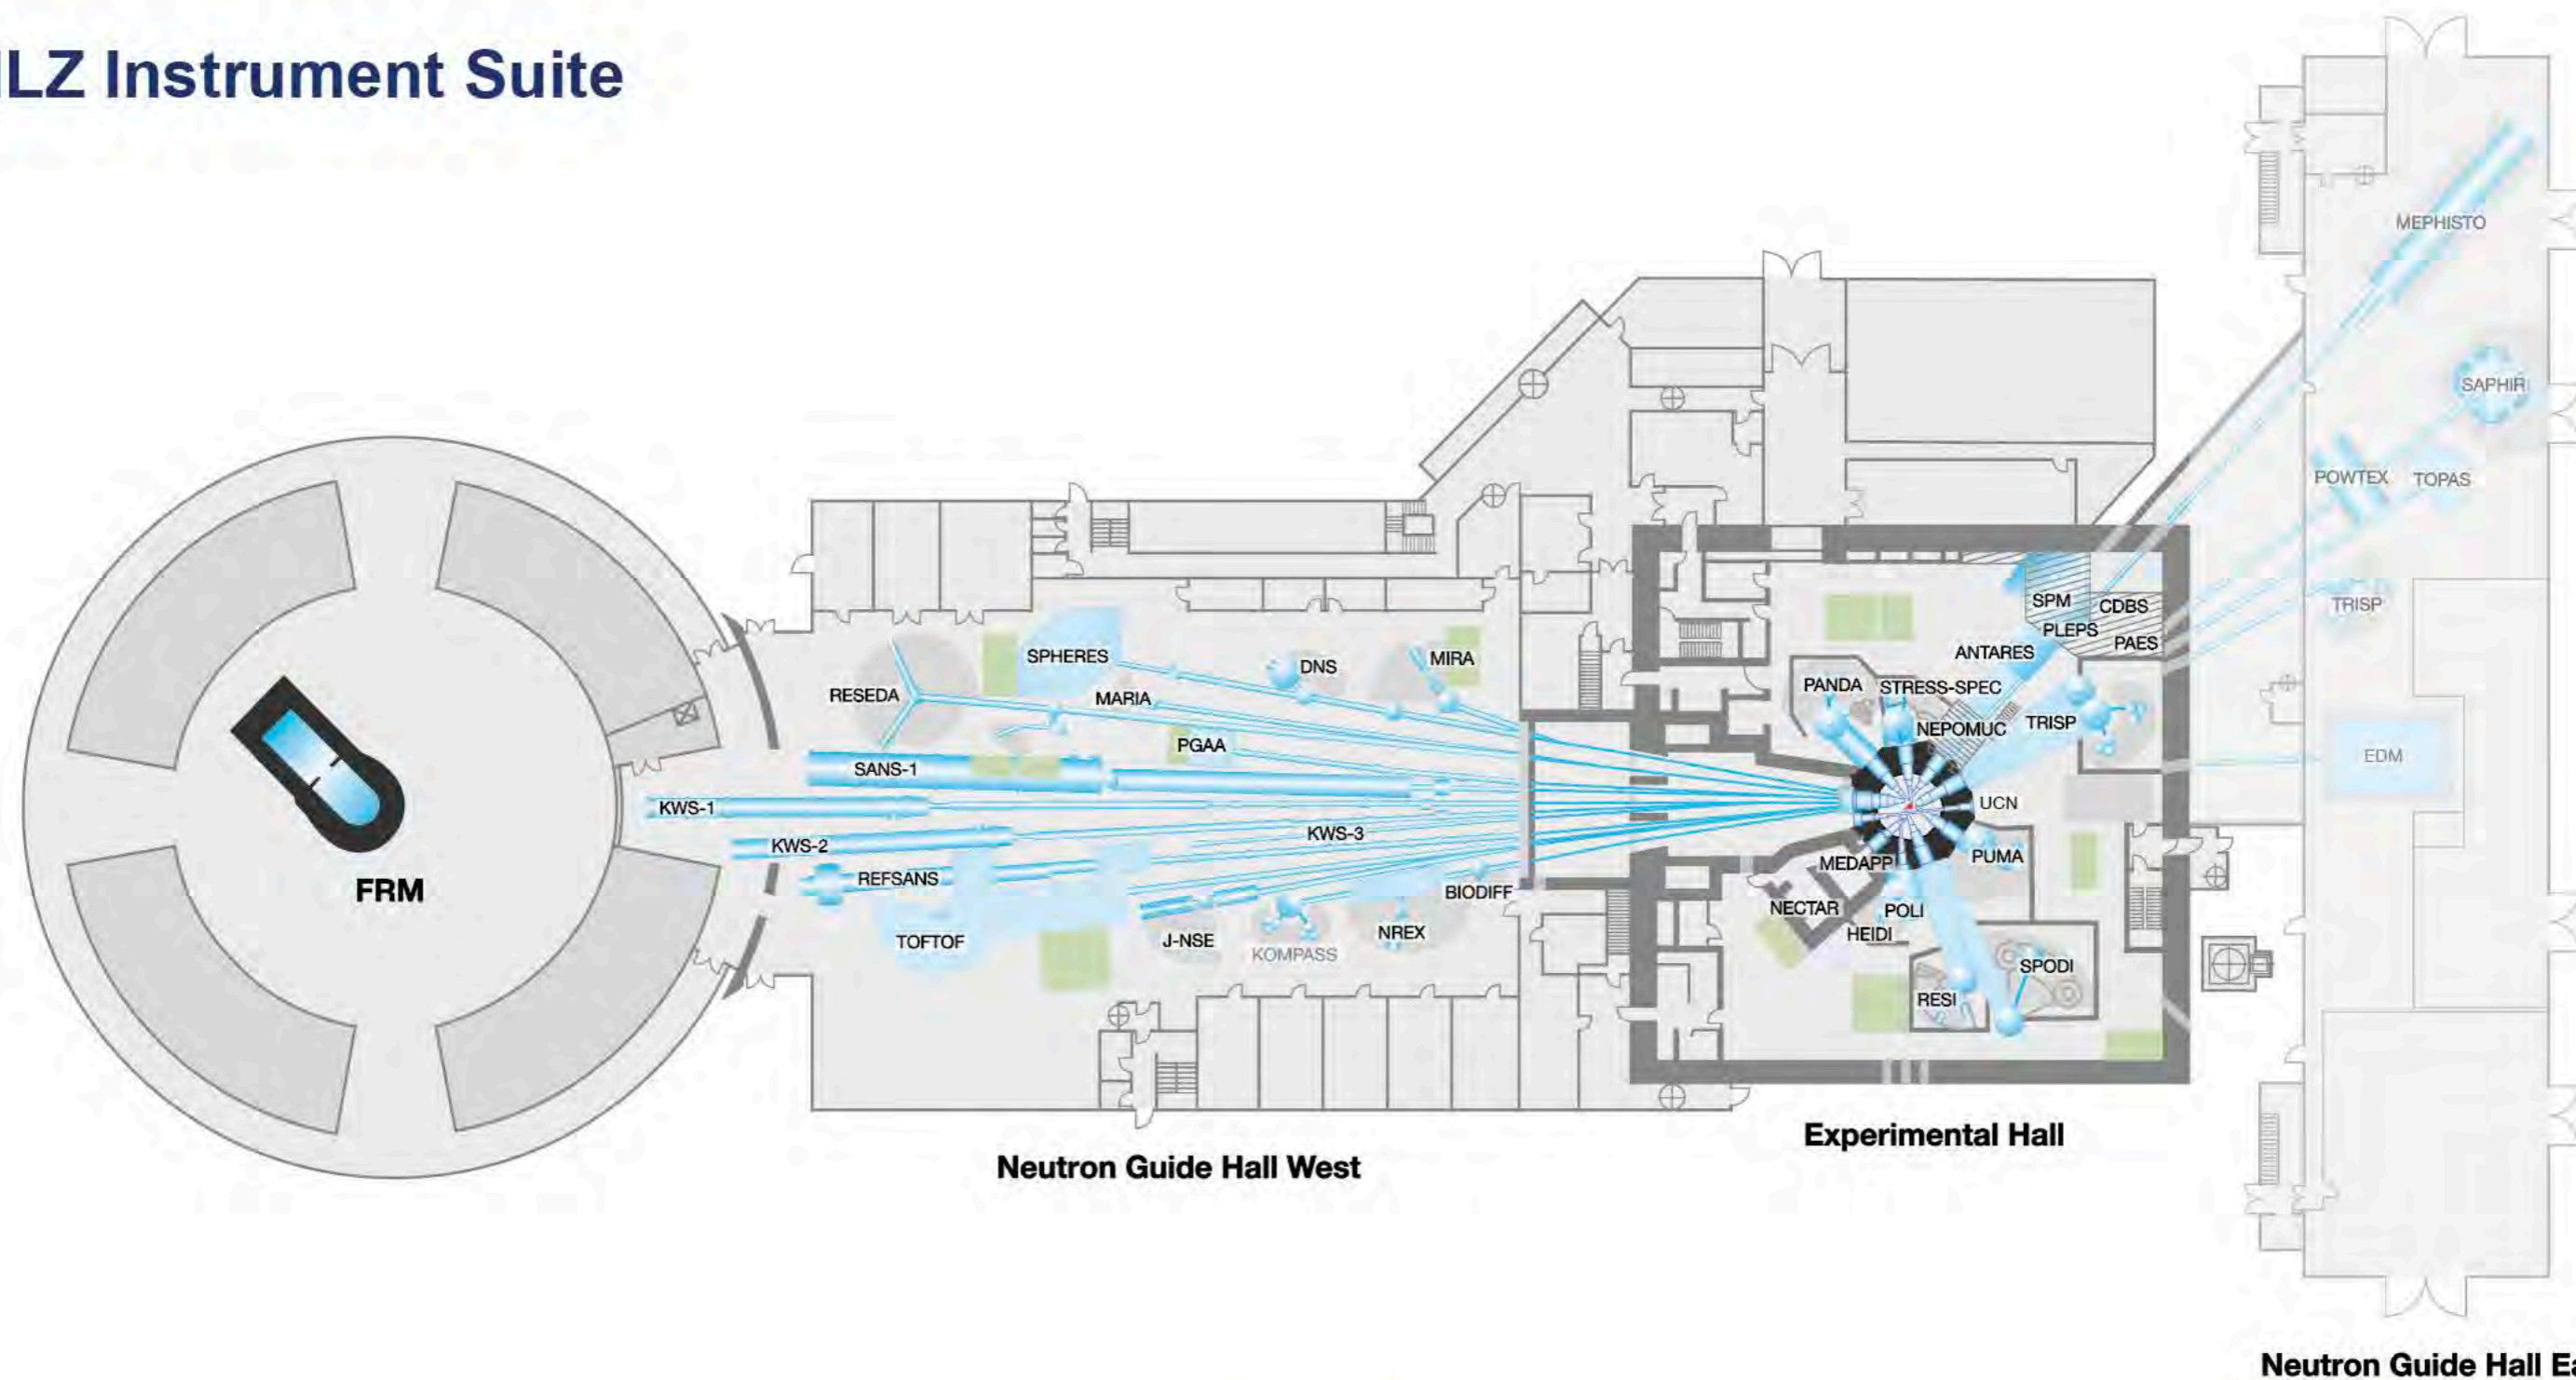 LZ Instrument Suite
MEPHISTO
SAPHIR
POWTEX
TOPAS
TRISP
EDM
SPHERES
DNS
MIRA
RESEDA
MARIA
PGAA
SANS-1
KWS-1
KWS-2
KWS-3
REFSANS
BIODIFF
TOFTOF
J-NSE
KOMPASS
NREX
FRM
SPM
CDBS
PLEPS
PAES
ANTARES
PANDA
STRESS-SPEC
NEPOMUC
TRISP
UCN
MEDAPP
PUMA
NECTAR
POLI
HEIDI
SPODI
RESI
Experimental Hall
Neutron Guide Hall West
Neutron Guide Hall Ea